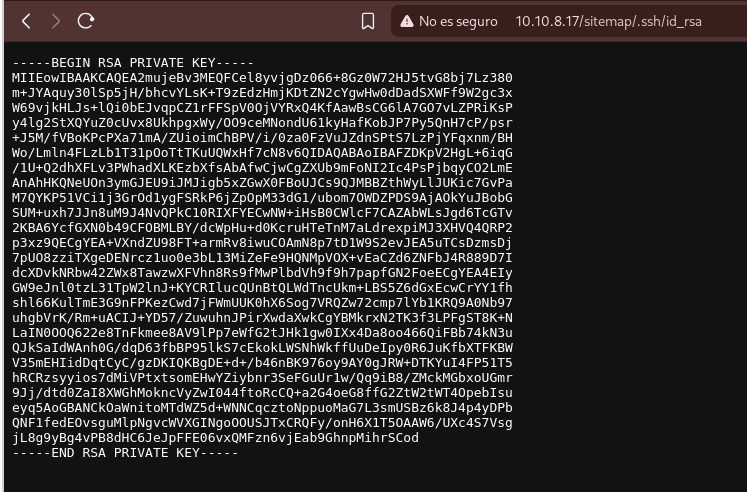 No es seguro 10.10.8.17/sitemap/.ssh/id_rsa
-----BEGIN RSA PRIVATE KEY-----
MIIEowIBAAKCAQEA2mujeBv3MEQFCel8yvjgDz066+8Gz0W72HJ5tvG8bj7Lz380
m+JYAquy30lSp5jH/bhcvYLsK+T9zEdzHmjKDtZN2cYgwHw0dDadSXWFf9W2gc3x
W69vjkHLJs+lQi0bEJvqpCZ1rFFSpV0OjVYRxQ4KfAawBsCG6lA7GO7vLZPRiKsP
y4lg2StXQYuZ0cUvx8UkhpgxWy/OO9ceMNondU61kyHafKobJP7Py5QnH7cP/psr
+J5M/fVBoKPcPXa71mA/ZUioimChBPV/i/0za0FzVuJZdnSPtS7LzPjYFqxnm/BH
Wo/Lmln4FLzLb1T31pOoTtTKuUQWxHf7cN8v6QIDAQABAoIBAFZDKpV2HgL+6iqG
/1U+Q2dhXFLv3PWhadXLKEzbXfsAbAfwCjwCgZXUb9mFoNI2Ic4PsPjbqyCO2LmE
AnAhHKQNeUOn3ymGJEU9iJMJigb5xZGwX0FBoUJCs9QJMBBZthWyLlJUKic7GvPa
M7QYKP51VCi1j3GrOd1ygFSRkP6jZpOpM33dG1/ubom7OWDZPDS9AjAOkYuJBobG
SUM+uxh7JJn8uM9J4NvQPkC10RIXFYECwNW+iHsB0CWlcF7CAZAbWLsJgd6TcGTv
2KBA6YcfGXN0b49CFOBMLBY/dcWpHu+d0KcruHTeTnM7aLdrexpiMJ3XHVQ4QRP2
p3xz9QECgYEA+VXndZU98FT+armRv8iwuCOAmN8p7tD1W9S2evJEA5uTCsDzmsDj
7pUO8zziTXgeDENrcz1uo0e3bL13MiZeFe9HQNMpVOX+vEaCZd6ZNFbJ4R889D7I
dcXDvkNRbw42ZWx8TawzwXFVhn8Rs9fMwPlbdVh9f9h7papfGN2FoeECgYEA4EIy
GW9eJnl0tzL31TpW2lnJ+KYCRIlucQUnBtQLWdTncUkm+LBS5Z6dGxEcwCrYY1fh
shl66KulTmE3G9nFPKezCwd7jFWmUUK0hX6Sog7VRQZw72cmp7lYb1KRQ9A0Nb97
uhgbVrK/Rm+uACIJ+YD57/ZuwuhnJPirXwdaXwkCgYBMkrxN2TK3f3LPFgST8K+N
LaIN0OOQ622e8TnFkmee8AV9lPp7eWfG2tJHk1gw0IXx4Da8oo466QiFBb74kN3u
QJkSaIdWAnh0G/dqD63fbBP95lkS7cEkokLWSNhWkffUuDeIpy0R6JuKfbXTFKBW
V35mEHIidDqtCyC/gzDKIQKBgDE+d+/b46nBK976oy9AY0gJRW+DTKYuI4FP51T5
hRCRzsyyios7dMiVPtxtsomEHwYZiybnr3SeFGuUr1w/Qq9iB8/ZMckMGbxoUGmr
9Jj/dtd0ZaI8XWGhMokncVyZwI044ftoRcCQ+a2G4oeG8ffG2ZtW2tWT4OpebIsu
eyq5AoGBANCkOaWnitoMTdWZ5d+WNNCqcztoNppuoMaG7L3smUSBz6k8J4p4yDPb
QNF1fedEOvsguMlpNgvcWVXGINgoOOUSJTxCRQFy/onH6X1T5OAAW6/UXc4S7Vsg
jL8g9yBg4vPB8dHC6JeJpFFE06vxQMFzn6vjEab9GhnpMihrSCod
-----END RSA PRIVATE KEY-----